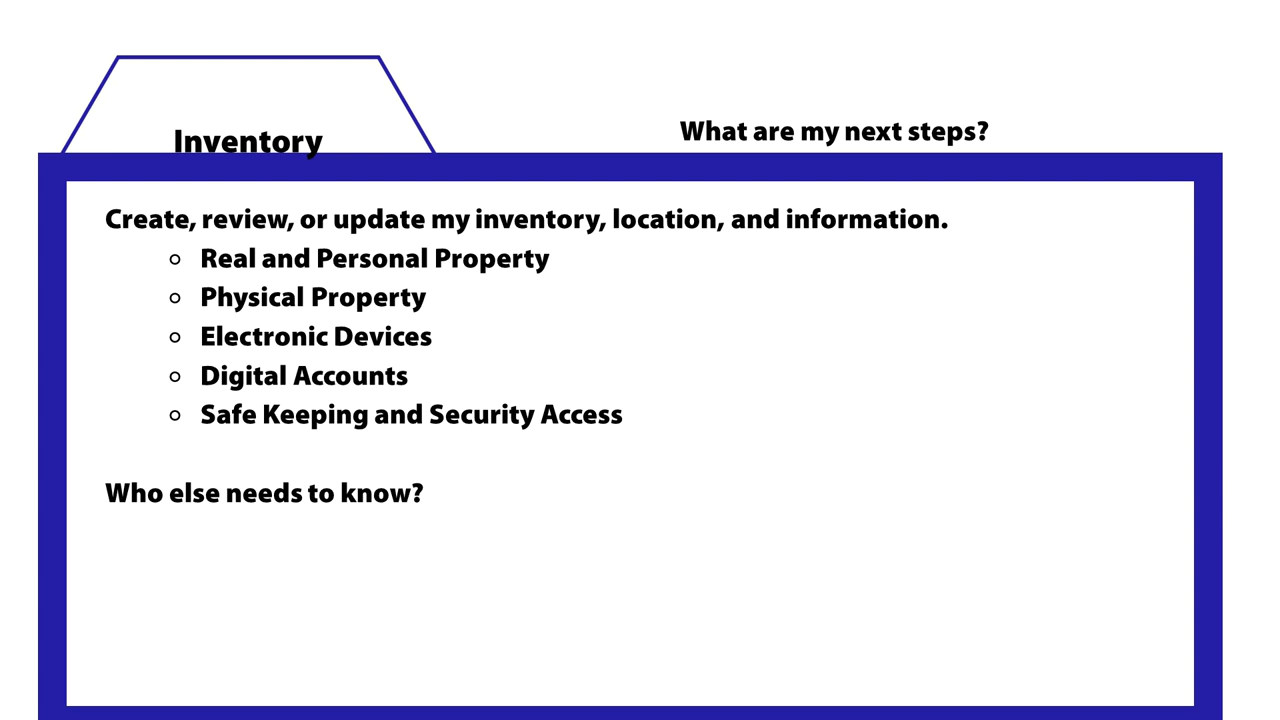 Inventory
What are my next steps?
Create, review, or update my inventory, location, and information.
Real and Personal Property
Physical Property
Electronic Devices
Digital Accounts
Safe Keeping and Security Access
Who else needs to know?